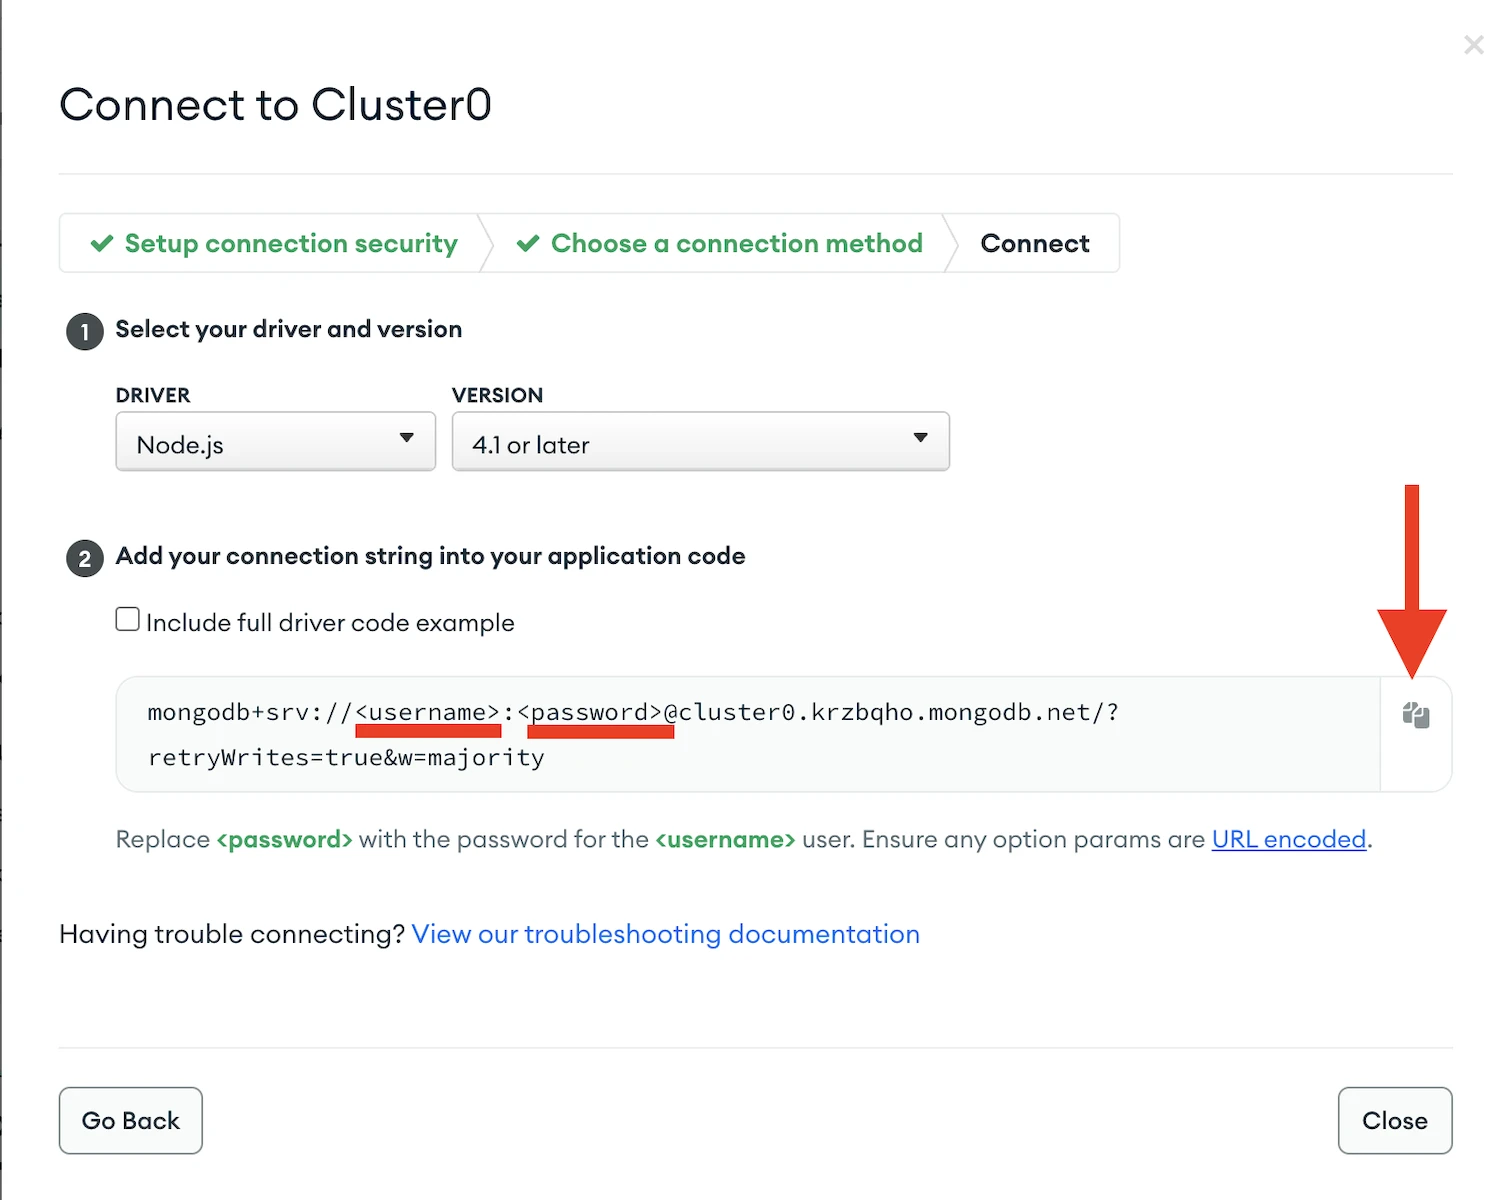 Connect to Cluster0
Setup connection security
Choose a connection method
Connect
1 Select your driver and version
DRIVER VERSION
Node.js 4.1 or later
2 Add your connection string into your application code
Include full driver code example
mongodb+srv://<username>:<password>@cluster0.krzbqho.mongodb.net/?
retryWrites=true&w=majority
Replace <password> with the password for the <username> user. Ensure any option params are URL encoded.
Having trouble connecting? View our troubleshooting documentation
Go Back Close